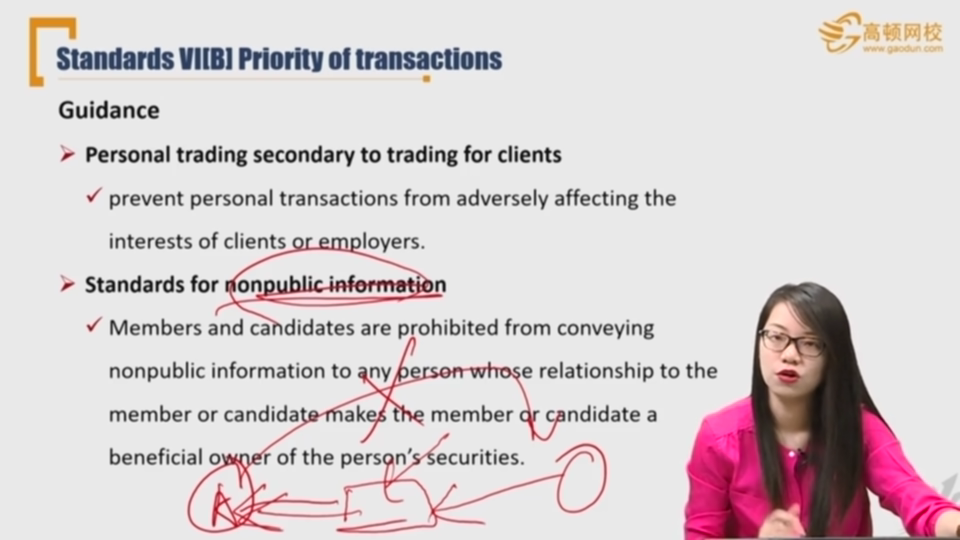 高顿网校
www.gaodun.com
Standards VI[B] Priority of transactions
Guidance
Personal trading secondary to trading for clients
prevent personal transactions from adversely affecting the
interests of clients or employers.
Standards for nonpublic information
Members and candidates are prohibited from conveying
nonpublic information to any person whose relationship to the
member or candidate makes the member or candidate a
beneficial owner of the person's securities.
A